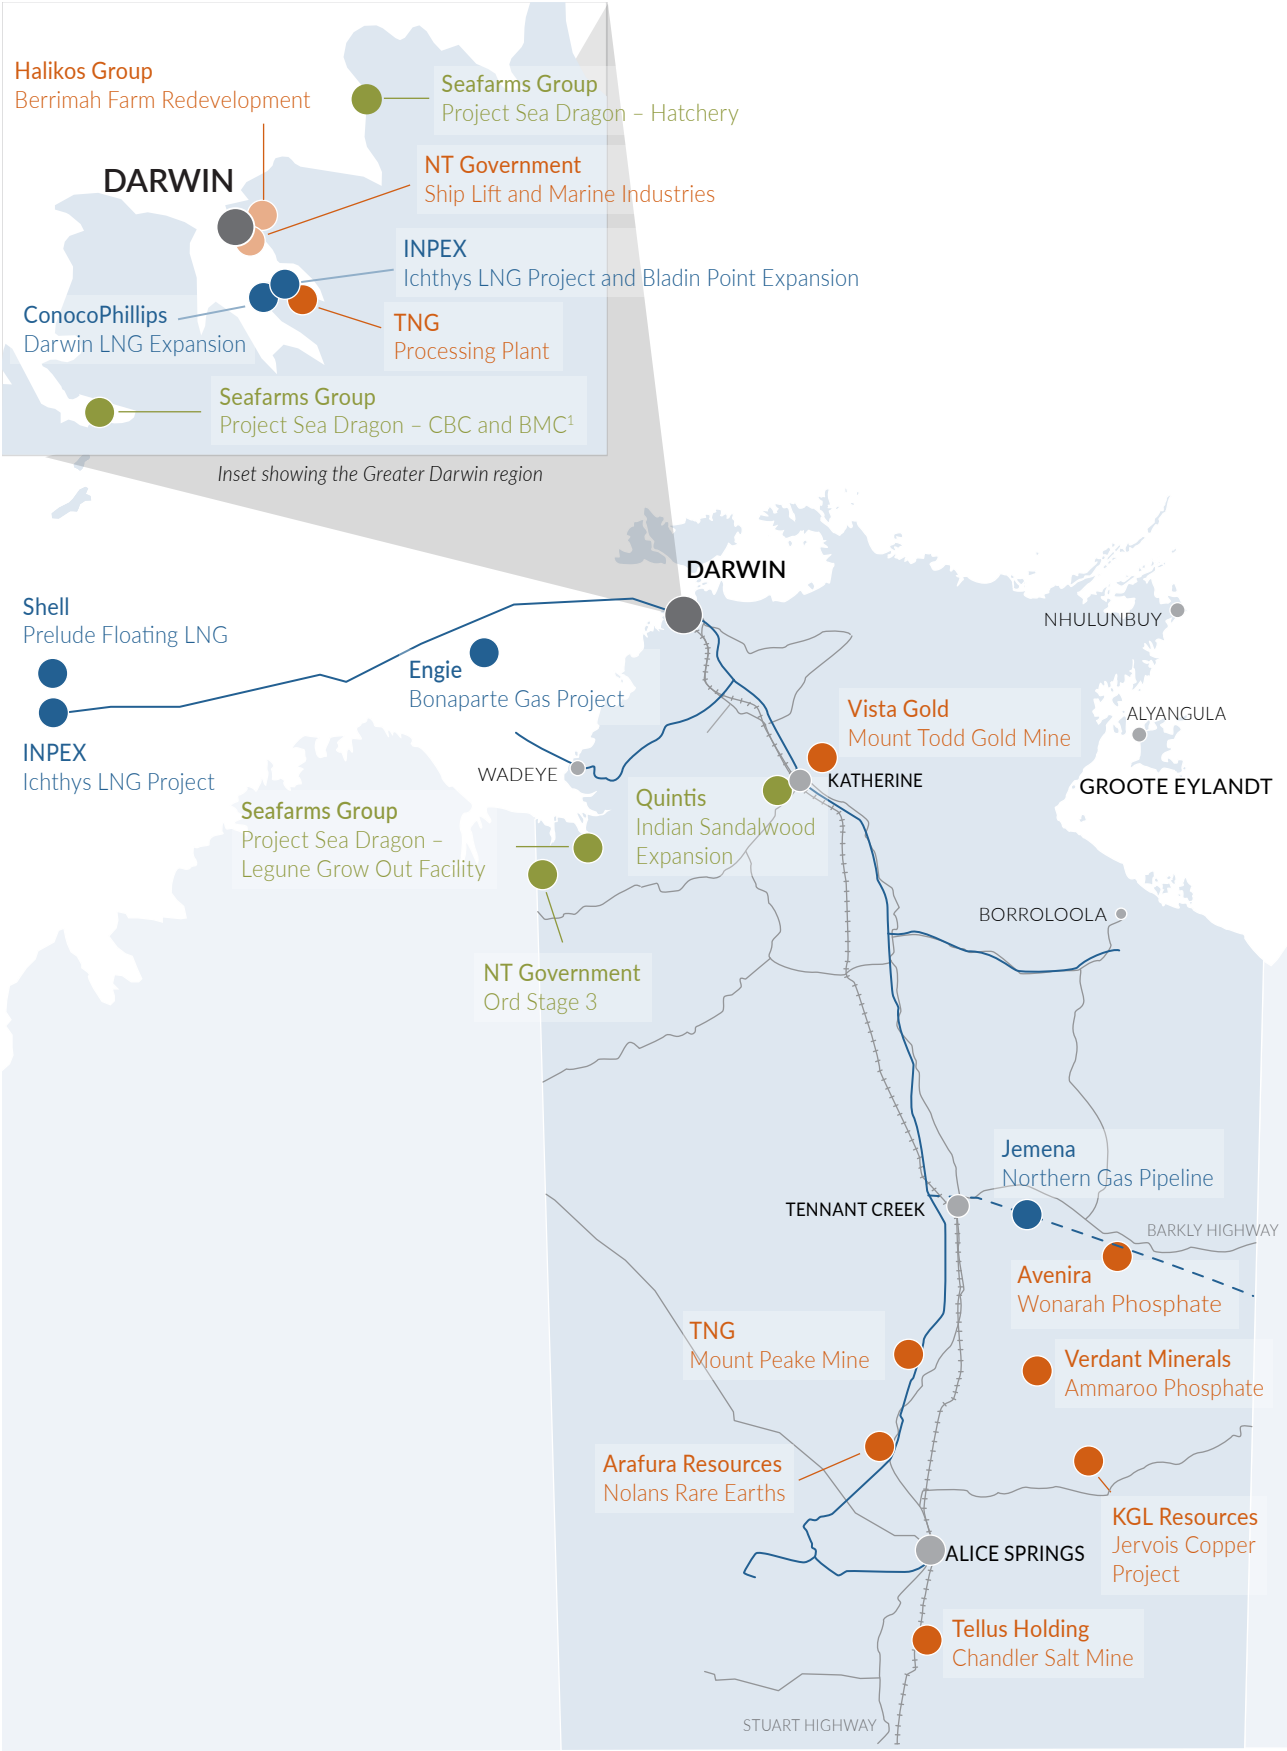 Halikos Group
Berrimah Farm Redevelopment
Seafarms Group
Project Sea Dragon – Hatchery
DARWIN
NT Government
Ship Lift and Marine Industries
INPEX
Ichthys LNG Project and Bladin Point Expansion
ConocoPhillips
Darwin LNG Expansion
TNG
Processing Plant
Seafarms Group
Project Sea Dragon – CBC and BMC¹
Inset showing the Greater Darwin region
DARWIN
Shell
Prelude Floating LNG
NHULUNBUY
Engie
Bonaparte Gas Project
Vista Gold
Mount Todd Gold Mine
ALYANGULA
INPEX
Ichthys LNG Project
WADEYE
KATHERINE
GROOTE EYLANDT
Seafarms Group
Project Sea Dragon –
Legune Grow Out Facility
Quintis
Indian Sandalwood
Expansion
BORROLOOLA
NT Government
Ord Stage 3
Jemena
Northern Gas Pipeline
TENNANT CREEK
BARKLY HIGHWAY
Avenira
Wonarah Phosphate
TNG
Mount Peake Mine
Verdant Minerals
Ammaroo Phosphate
Arafura Resources
Nolans Rare Earths
KGL Resources
Jervois Copper
Project
ALICE SPRINGS
Tellus Holding
Chandler Salt Mine
STUART HIGHWAY